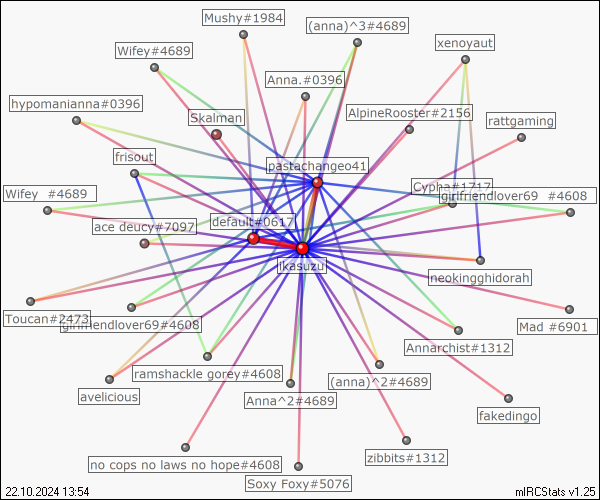 Mushy#1984
(anna)^3#4689
Wifey#4689
xenoyaut
Anna.#0396
hypomanianna#0396
AlpineRooster#2156
Skalman
rattgaming
frisout
pastachangeo41
Cypha#1717
Wifey #4689
girlfriendlover69 #4608
ace deucy#7097
default#0617
ikasuzu
neokingghidorah
Toucan#2473
girlfriendlover69#4608
Mad #6901
Annarchist#1312
ramshackle gorey#4608
(anna)^2#4689
avelicious
Anna^2#4689
fakedingo
zibbits#1312
no cops no laws no hope#4608
Soxy Foxy#5076
22.10.2024 13:54
mIRCStats v1.25